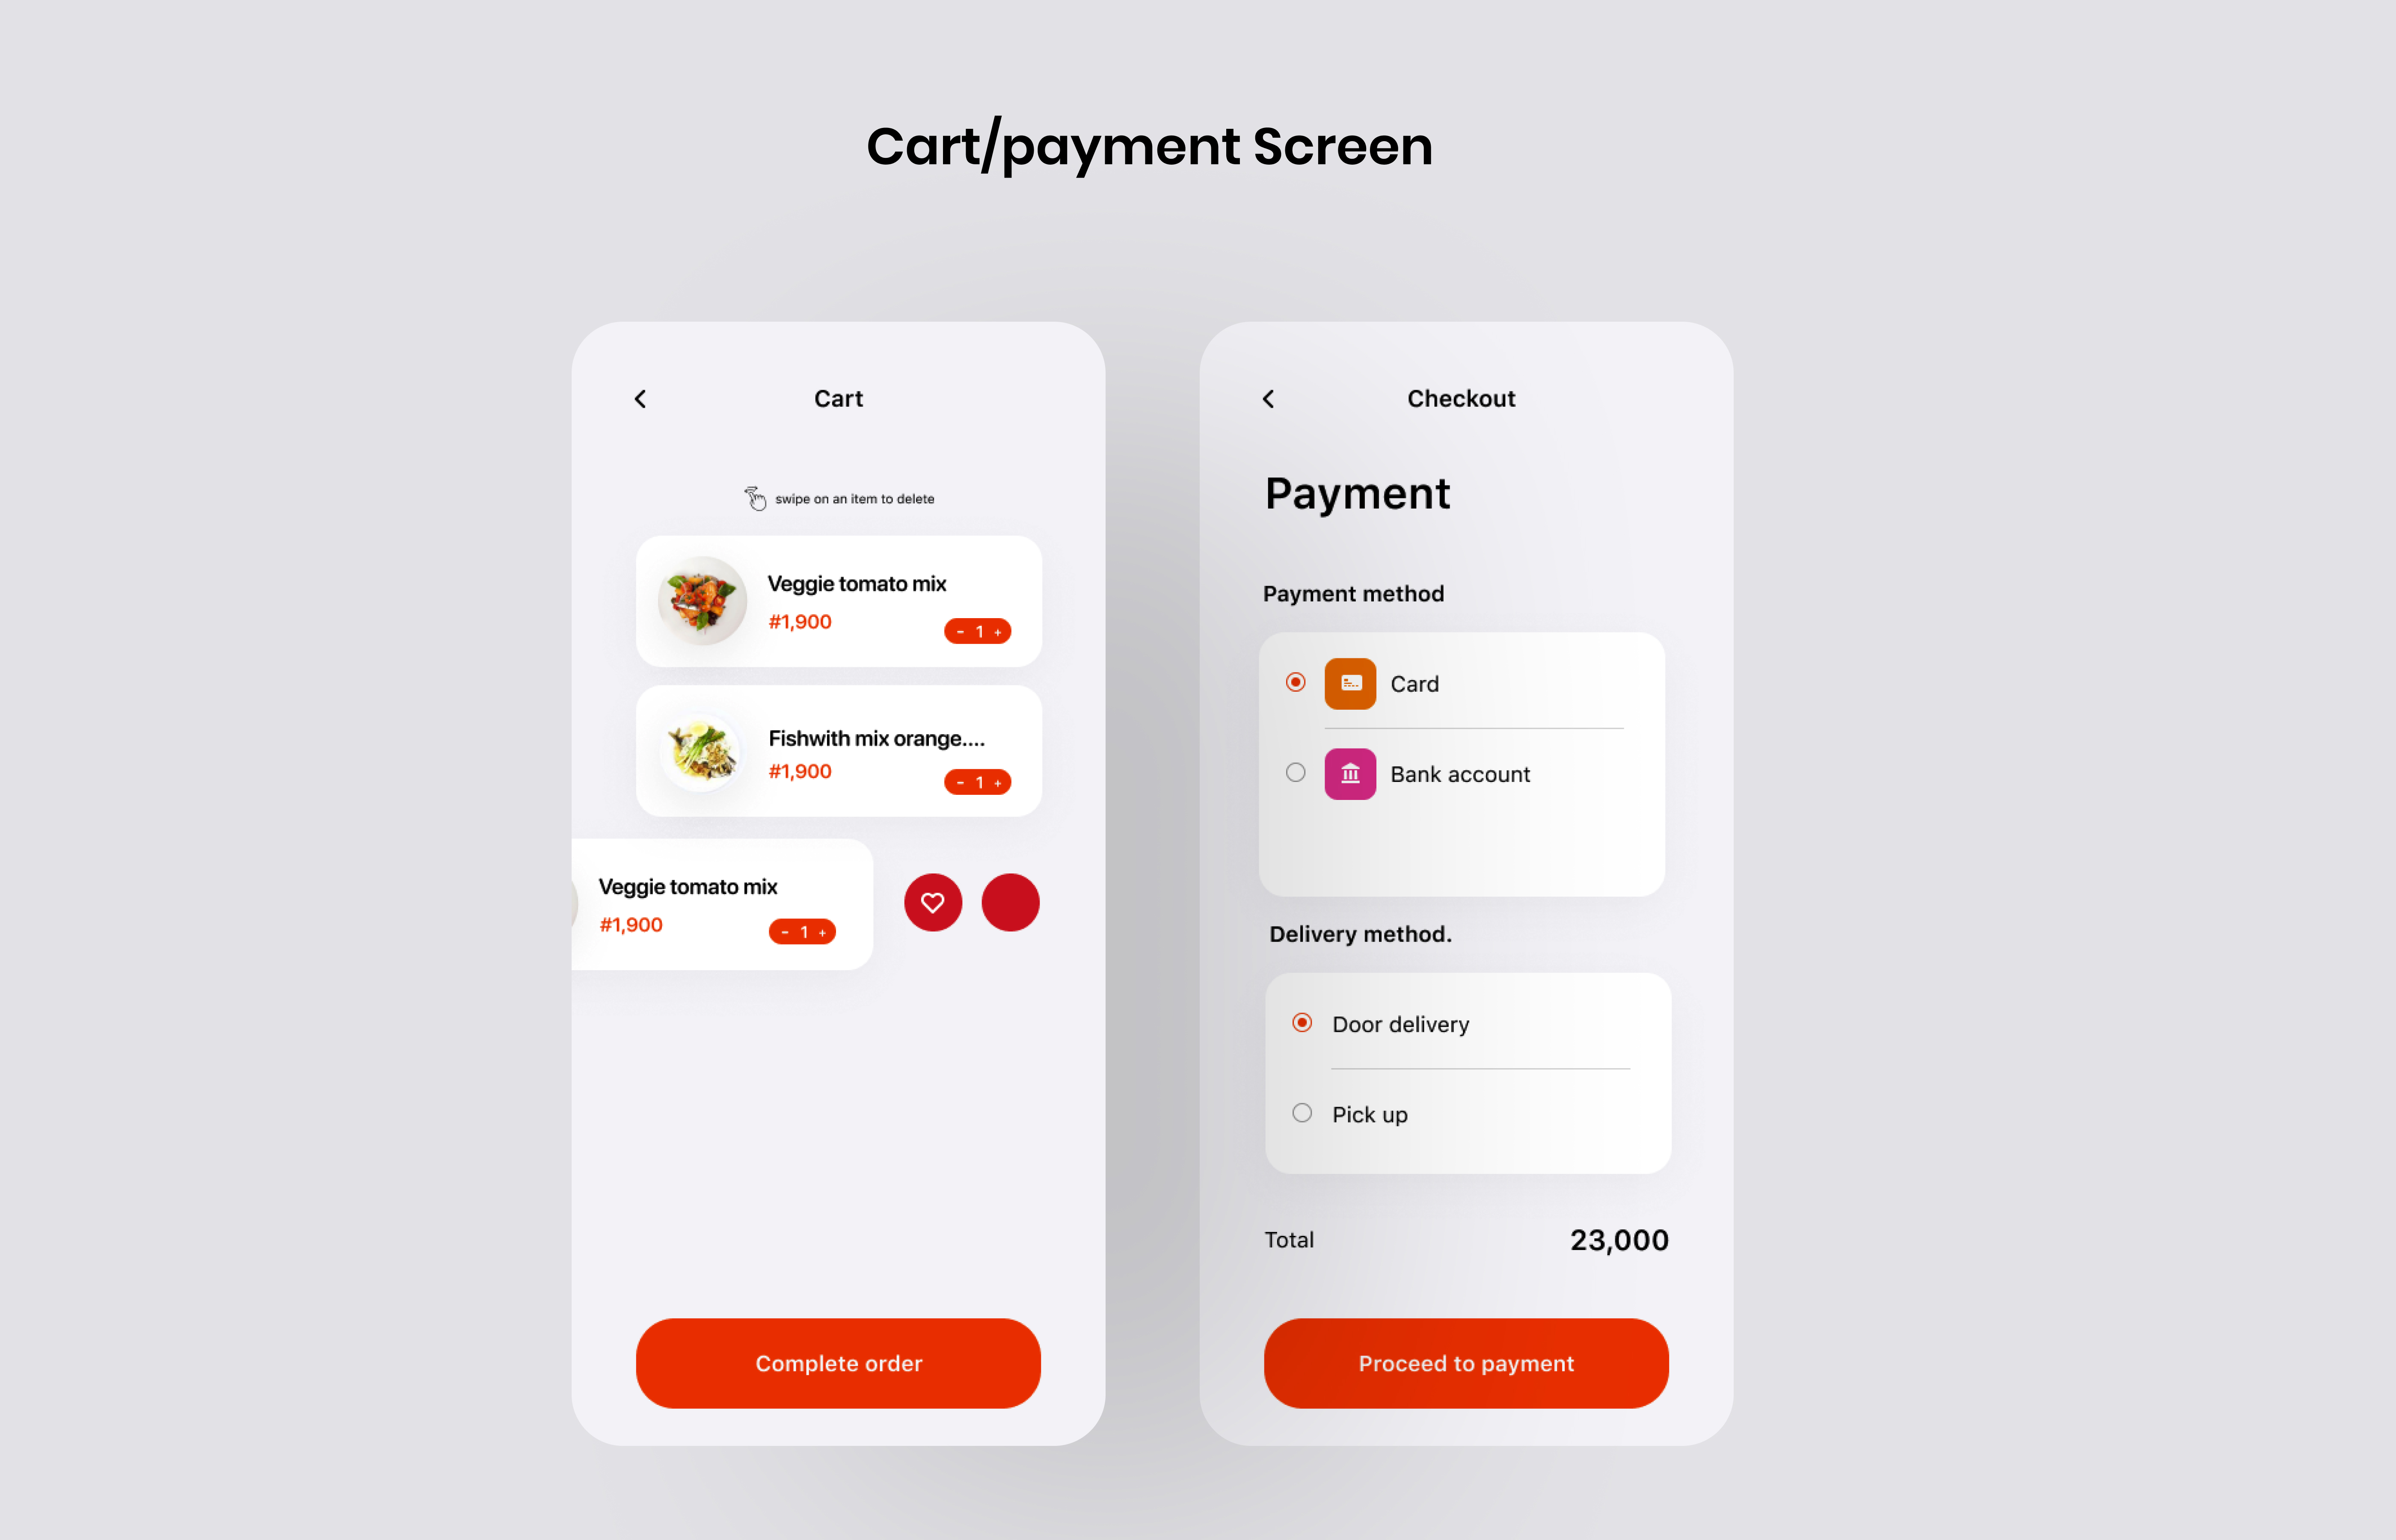 Cart/payment Screen
Cart
swipe on an item to delete
Veggie tomato mix
#1,900
- 1 +
Fishwith mix orange....
#1,900
- 1 +
Veggie tomato mix
#1,900
- 1 +
Complete order
Checkout
Payment
Payment method
Card
Bank account
Delivery method.
Door delivery
Pick up
Total 23,000
Proceed to payment